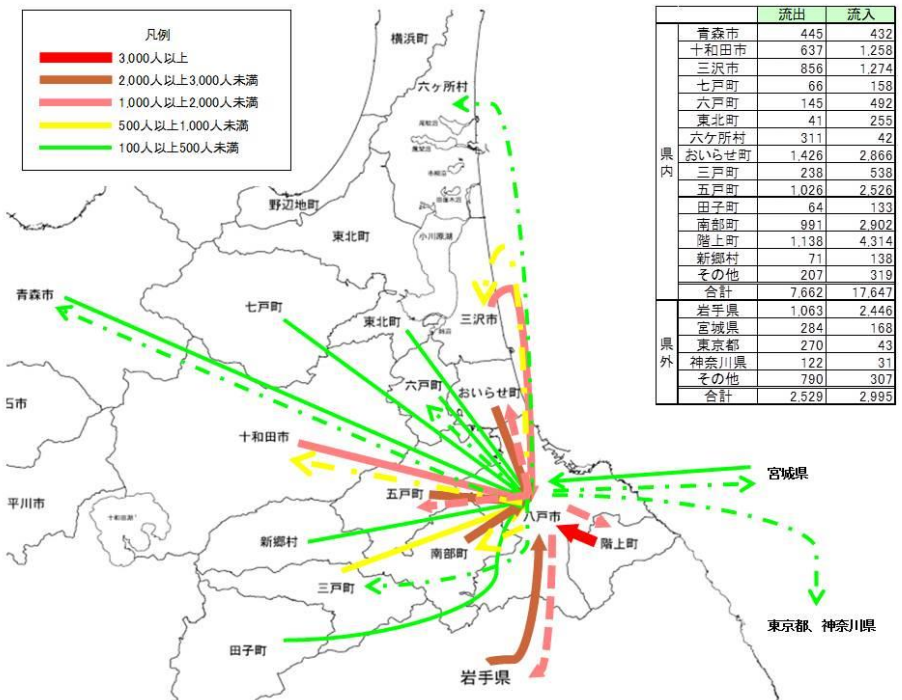 凡例
3,000人以上
2,000人以上3,000人未満
1,000人以上2,000人未満
500人以上1,000人未満
100人以上500人未満
流出 流入
県内
青森市 445 432
十和田市 637 1,258
三沢市 856 1,274
七戸町 66 158
六戸町 145 492
東北町 41 255
六ケ所村 311 42
おいらせ町 1,426 2,866
三戸町 238 538
五戸町 1,026 2,526
田子町 64 133
南部町 991 2,902
階上町 1,138 4,314
新郷村 71 138
その他 207 319
合計 7,662 17,647
県外
岩手県 1,063 2,446
宮城県 284 168
東京都 270 43
神奈川県 122 31
その他 790 307
合計 2,529 2,995
横浜町
六ヶ所村
野辺地町
東北町
小川原湖
青森市
七戸町
東北町
三沢市
六戸町
おいらせ町
石市
十和田市
宮城県
平川市
十和田湖
五戸町
八戸市
新郷村
南部町
階上町
三戸町
東京都、神奈川県
田子町
岩手県